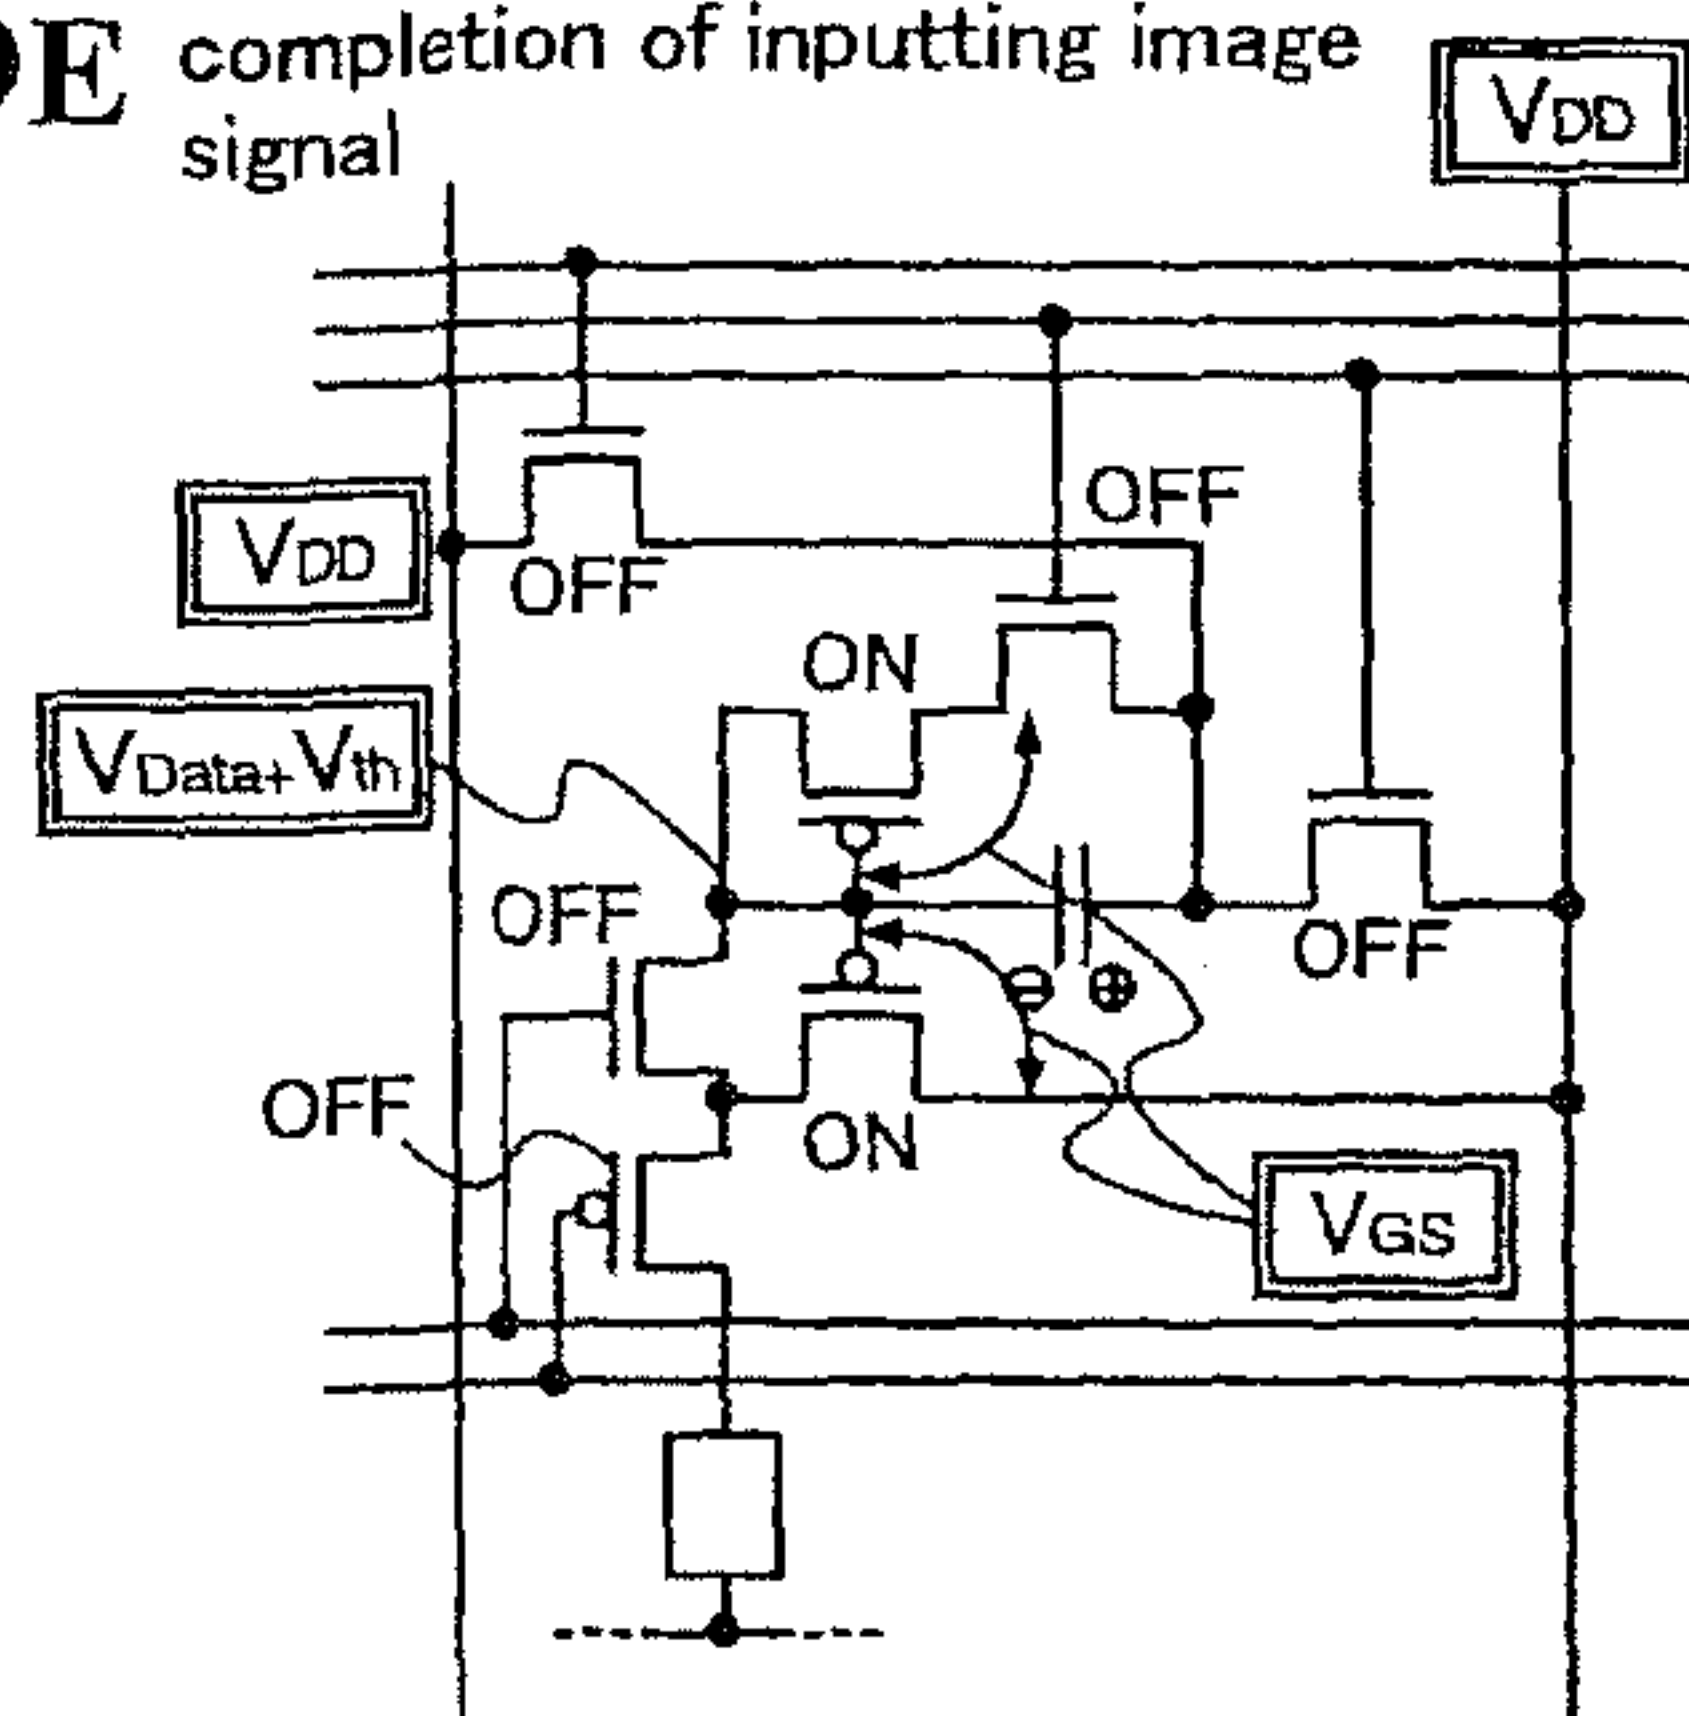 E completion of inputting image
signal
VDD
VDD
OFF
OFF
ON
VData+Vth
OFF
OFF
OFF
ON
VGS